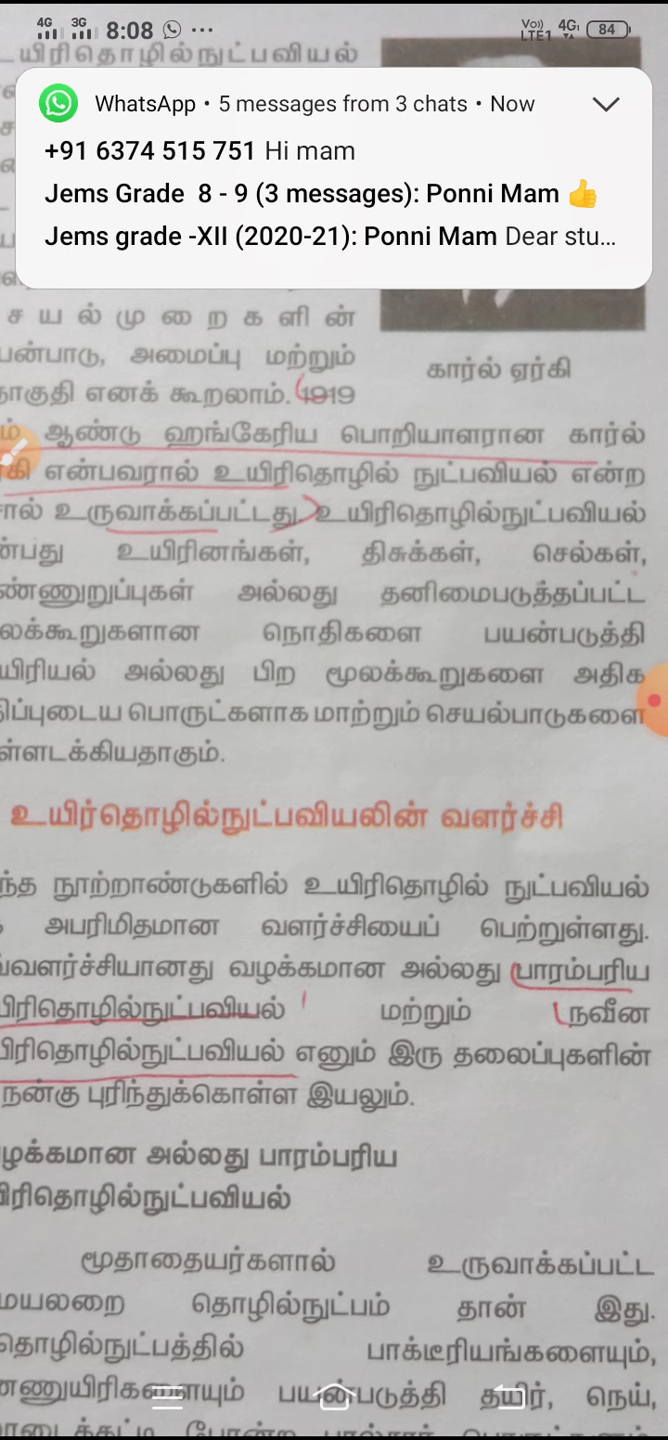 4G 3G 8:08 ... Vo) LTE1 4G 84
யிரிதொழில்நுட்பவியல்
WhatsApp • 5 messages from 3 chats • Now
+91 6374 515 751 Hi mam
Jems Grade 8 - 9 (3 messages): Ponni Mam 👍
Jems grade -XII (2020-21): Ponni Mam Dear stu...
செயல்முறைகளின்
பன்பாடு, அமைப்பு மற்றும்
தாகுதி எனக் கூறலாம். 1919
கார்ல் ஏர்கி
ம் ஆண்டு ஹங்கேரிய பொறியாளரான கார்ல்
கி என்பவரால் உயிரிதொழில் நுட்பவியல் என்ற
சால் உருவாக்கப்பட்டது. உயிரிதொழில்நுட்பவியல்
ன்பது உயிரினங்கள், திசுக்கள், செல்கள்,
ண்ணுறுப்புகள் அல்லது தனிமைபடுத்தப்பட்ட
லக்கூறுகளான நொதிகளை பயன்படுத்தி
யிரியல் அல்லது பிற மூலக்கூறுகளை அதிக
திப்புடைய பொருட்களாக மாற்றும் செயல்பாடுகளை
ள்ளடக்கியதாகும்.
உயிர்தொழில்நுட்பவியலின் வளர்ச்சி
ந்த நூற்றாண்டுகளில் உயிரிதொழில் நுட்பவியல்
அபரிமிதமான வளர்ச்சியைப் பெற்றுள்ளது.
வ்வளர்ச்சியானது வழக்கமான அல்லது பாரம்பரிய
யிரிதொழில்நுட்பவியல் மற்றும் நவீன
யிரிதொழில்நுட்பவியல் எனும் இரு தலைப்புகளின்
நன்கு புரிந்துக்கொள்ள இயலும்.
ழக்கமான அல்லது பாரம்பரிய
யிரிதொழில்நுட்பவியல்
மூதாதையர்களால் உருவாக்கப்பட்ட
மயலறை தொழில்நுட்பம் தான் இது.
தொழில்நுட்பத்தில் பாக்டீரியங்களையும்,
ண்ணுயிரிகளையும் பயன்படுத்தி தயிர், நெய்,
போன்ற